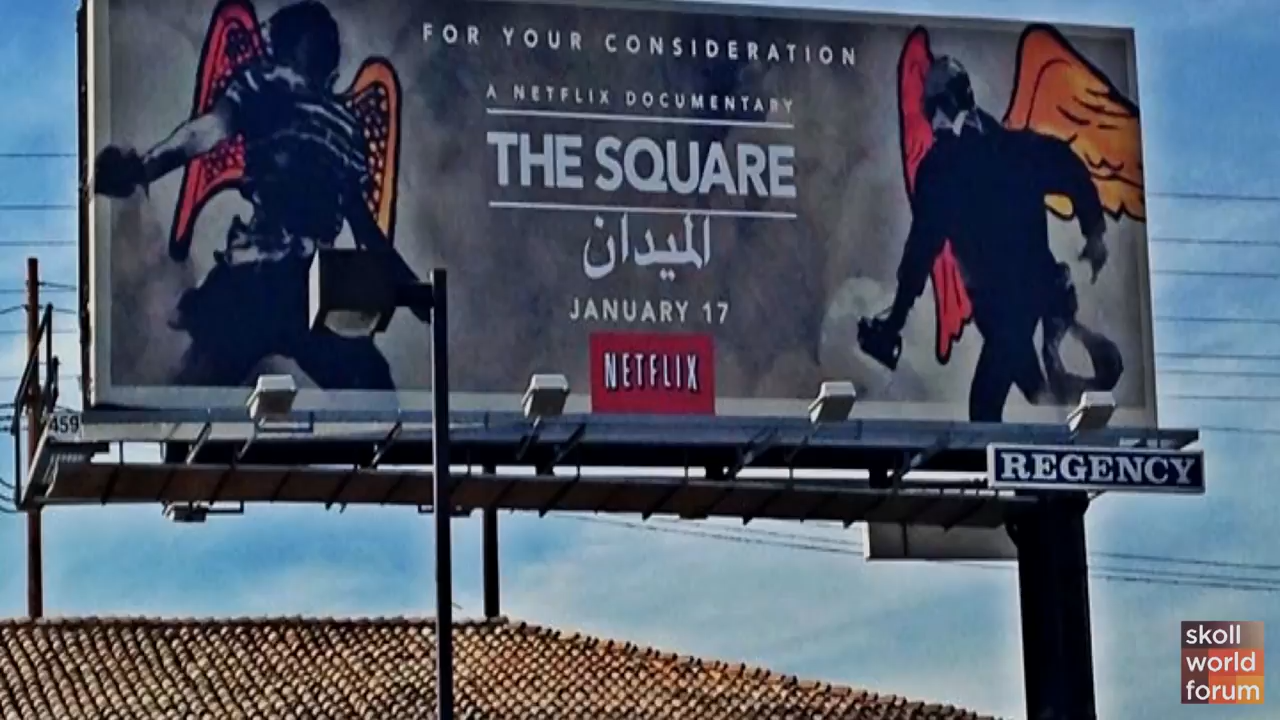 FOR YOUR CONSIDERATION
A NETFLIX DOCUMENTARY
THE SQUARE
الميدان
JANUARY 17
NETFLIX
459
REGENCY
skoll
world
forum